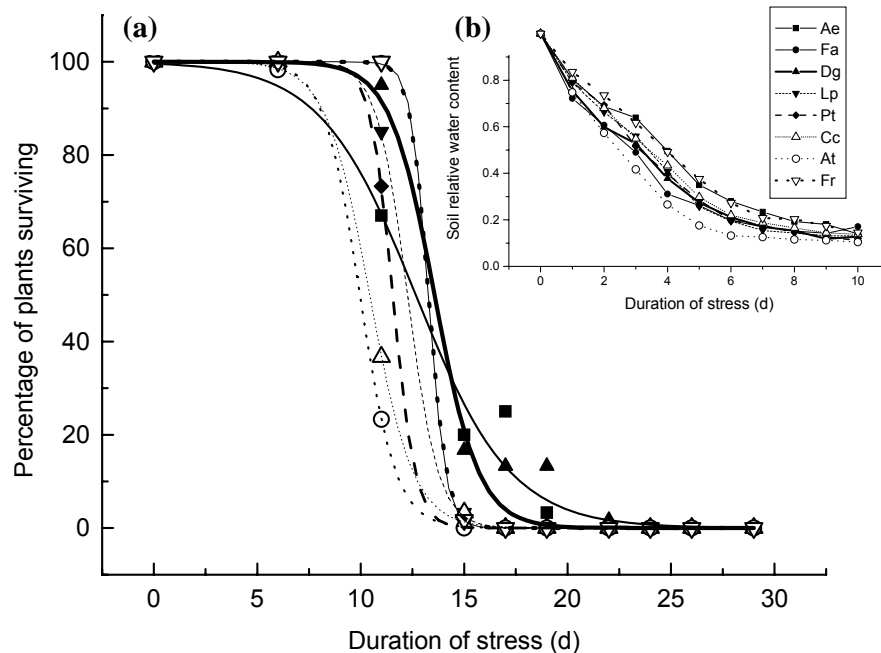 (a)
Percentage of plants surviving
100
80
60
40
20
0
0 5 10 15 20 25 30
Duration of stress (d)
(b)
Soil relative water content
0.8
0.6
0.4
0.2
0.0
0 2 4 6 8 10
Duration of stress (d)
Ae
Fa
Dg
Lp
Pt
Cc
At
Fr